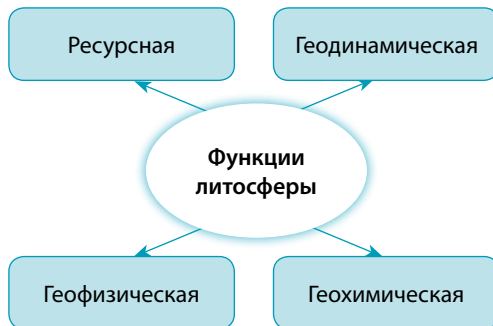 Ресурсная
Геодинамическая
Функции
литосферы
Геофизическая
Геохимическая